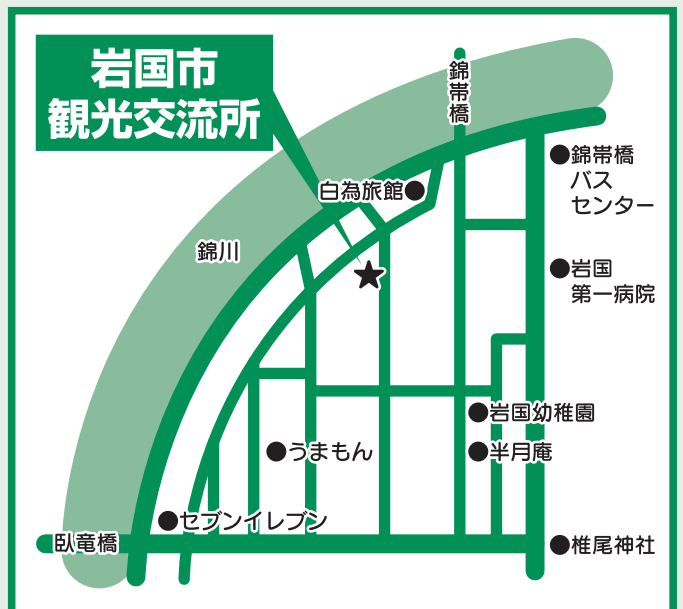 岩国市
観光交流所
錦帯橋
●錦帯橋
バス
センター
白為旅館●
錦川
●岩国
第一病院
●岩国幼稚園
●うまもん
●半月庵
●セブンイレブン
臥竜橋
●椎尾神社